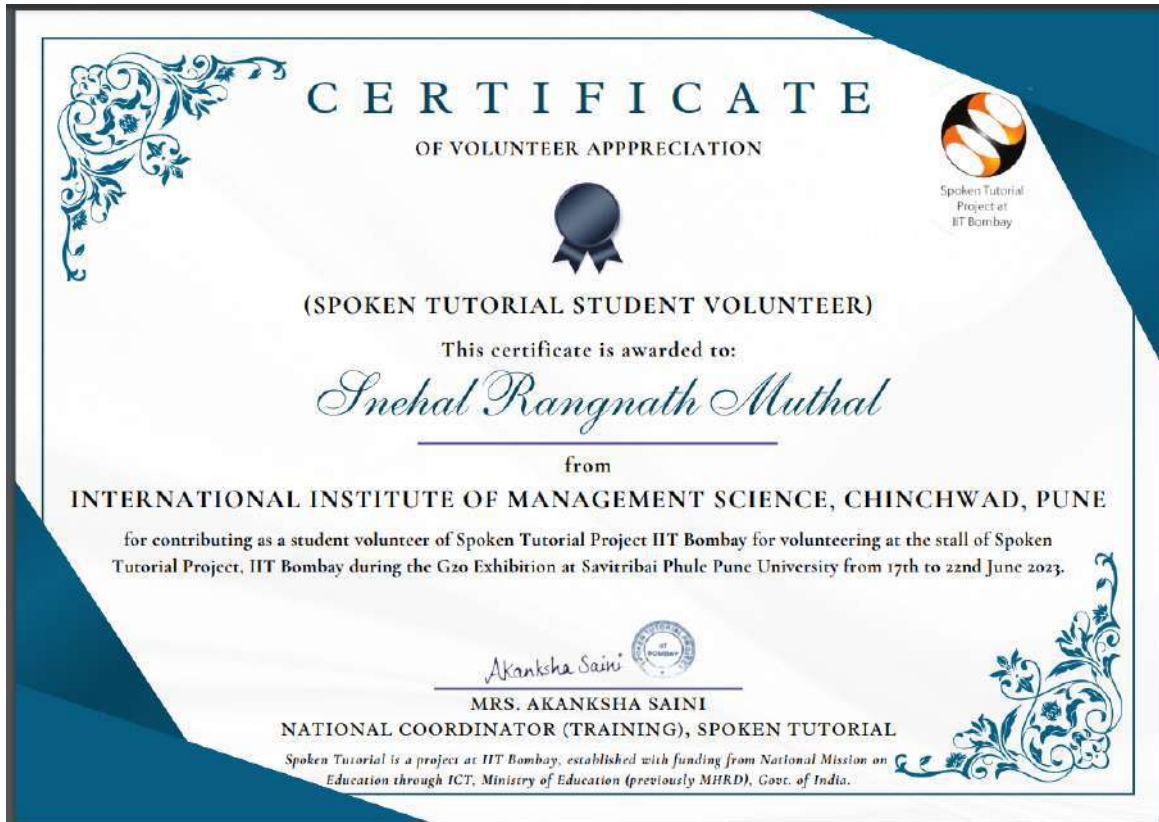 CERTIFICATE
OF VOLUNTEER APPPRECIATION
Spoken Tutorial
Project at
IIT Bombay
(SPOKEN TUTORIAL STUDENT VOLUNTEER)
This certificate is awarded to:
Snehal Rangnath Muthal
from
INTERNATIONAL INSTITUTE OF MANAGEMENT SCIENCE, CHINCHWAD, PUNE
for contributing as a student volunteer of Spoken Tutorial Project IIT Bombay for volunteering at the stall of Spoken
Tutorial Project, IIT Bombay during the G20 Exhibition at Savitribai Phule Pune University from 17th to 22nd June 2023.
Akanksha Saini
SPOKEN TUTORIAL PROJECT
IIT
BOMBAY
MRS. AKANKSHA SAINI
NATIONAL COORDINATOR (TRAINING), SPOKEN TUTORIAL
Spoken Tutorial is a project at IIT Bombay, established with funding from National Mission on
Education through ICT, Ministry of Education (previously MHRD), Govt. of India.